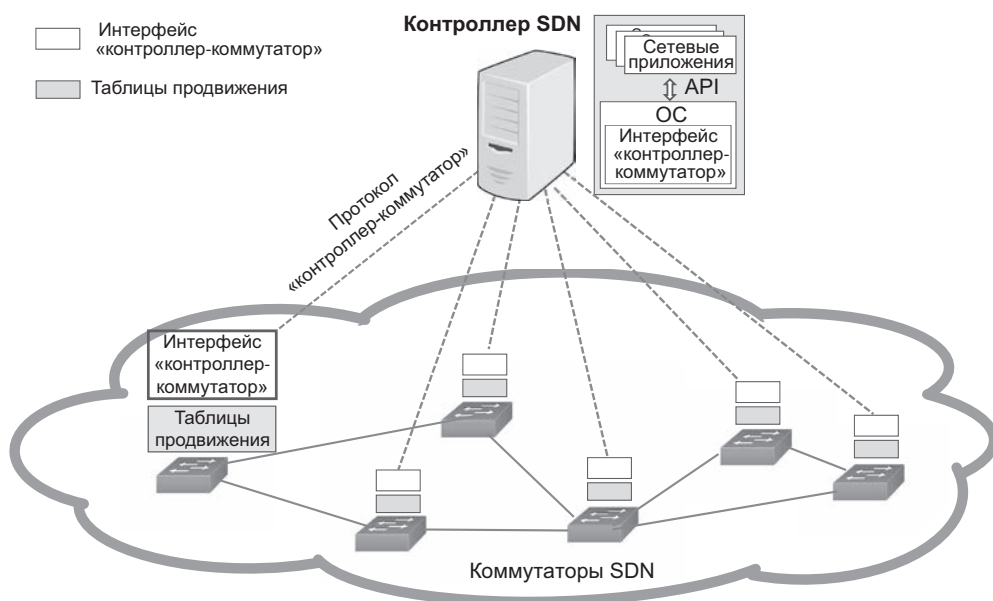 Интерфейс
«контроллер-коммутатор»
Таблицы продвижения
Контроллер SDN
Сетевые
приложения
API
ОС
Интерфейс
«контроллер-
коммутатор»
Протокол
«контроллер-коммутатор»
Интерфейс
«контроллер-
коммутатор»
Таблицы
продвижения
Коммутаторы SDN